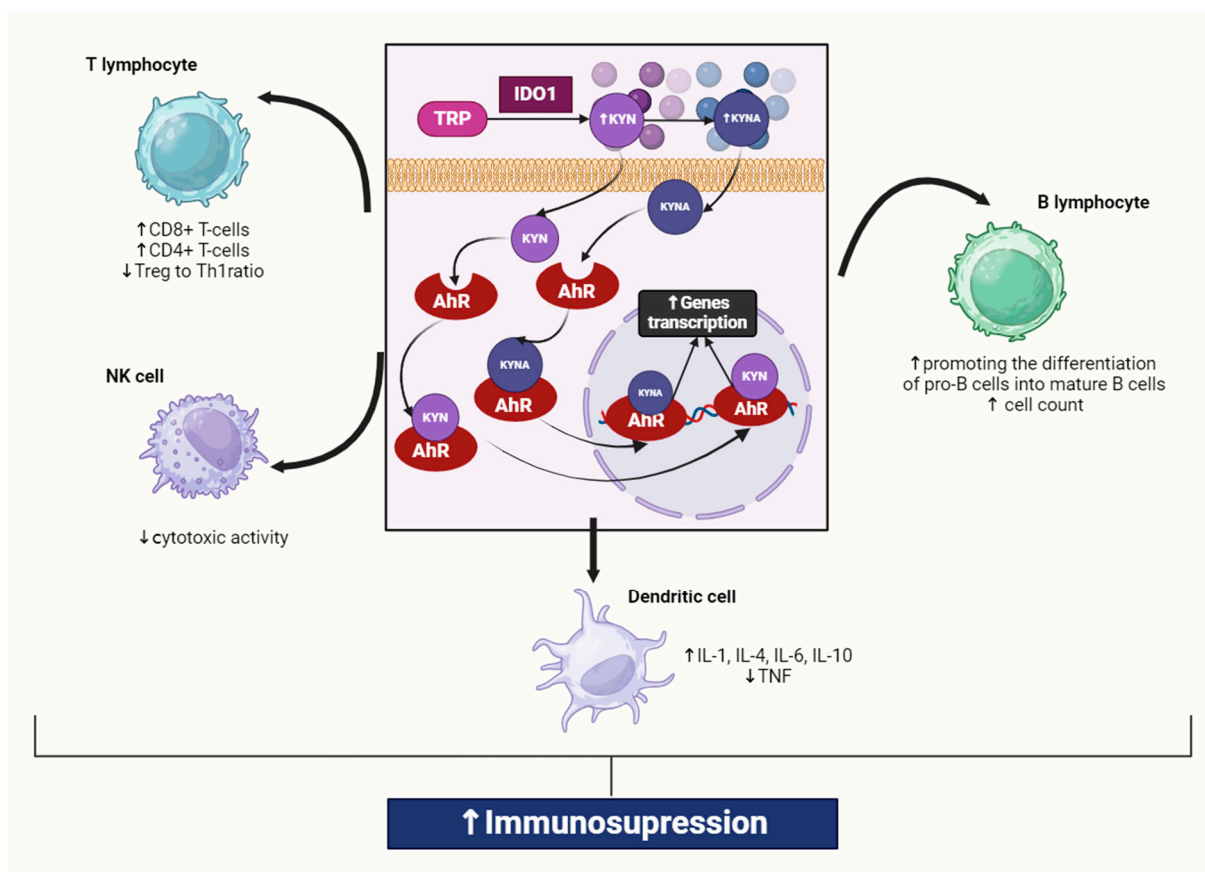 T lymphocyte
↑CD8+ T-cells
↑CD4+ T-cells
↓Treg to Th1ratio
NK cell
↓cytotoxic activity
IDO1
TRP
↑KYN
↑KYNA
KYNA
KYN
AhR
AhR
↑Genes
transcription
KYNA
AhR
KYN
AhR
KYNA
AhR
KYN
AhR
B lymphocyte
↑promoting the differentiation
of pro-B cells into mature B cells
↑ cell count
Dendritic cell
↑IL-1, IL-4, IL-6, IL-10
↓TNF
↑Immunosupression